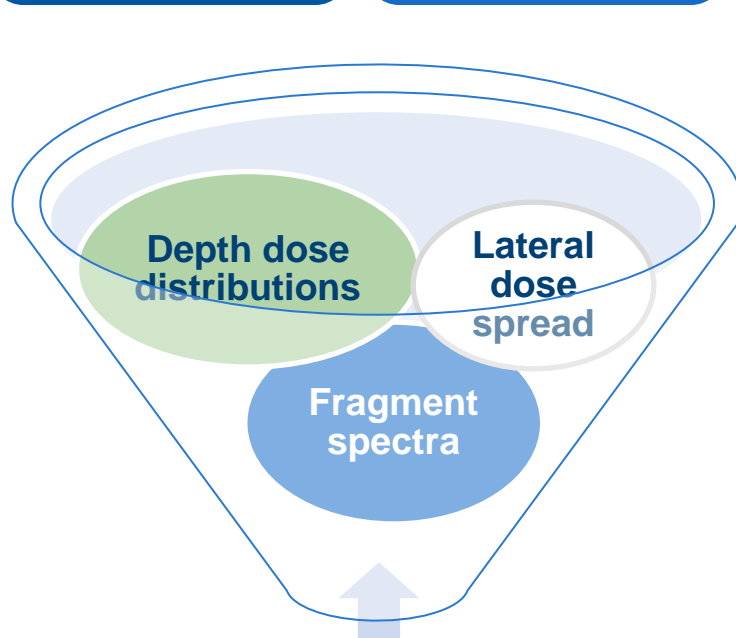 Depth dose
distributions
Lateral
dose
spread
Fragment
spectra